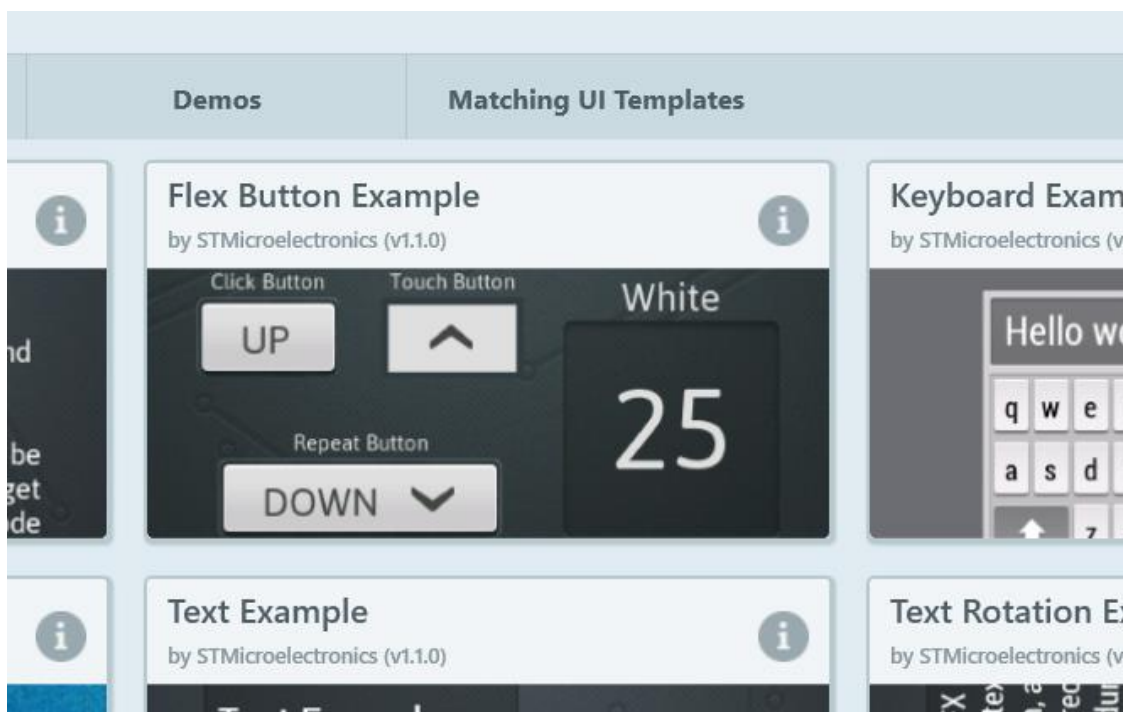 Demos
Matching UI Templates
Flex Button Example
by STMicroelectronics (v1.1.0)
Click Button
Touch Button
White
UP
25
Repeat Button
DOWN
be
Keyboard
by STMicroelectronics
Hello
q w e
a s d
z
Text Example
by STMicroelectronics (v1.1.0)
Text Rotation
by STMicroelectronics